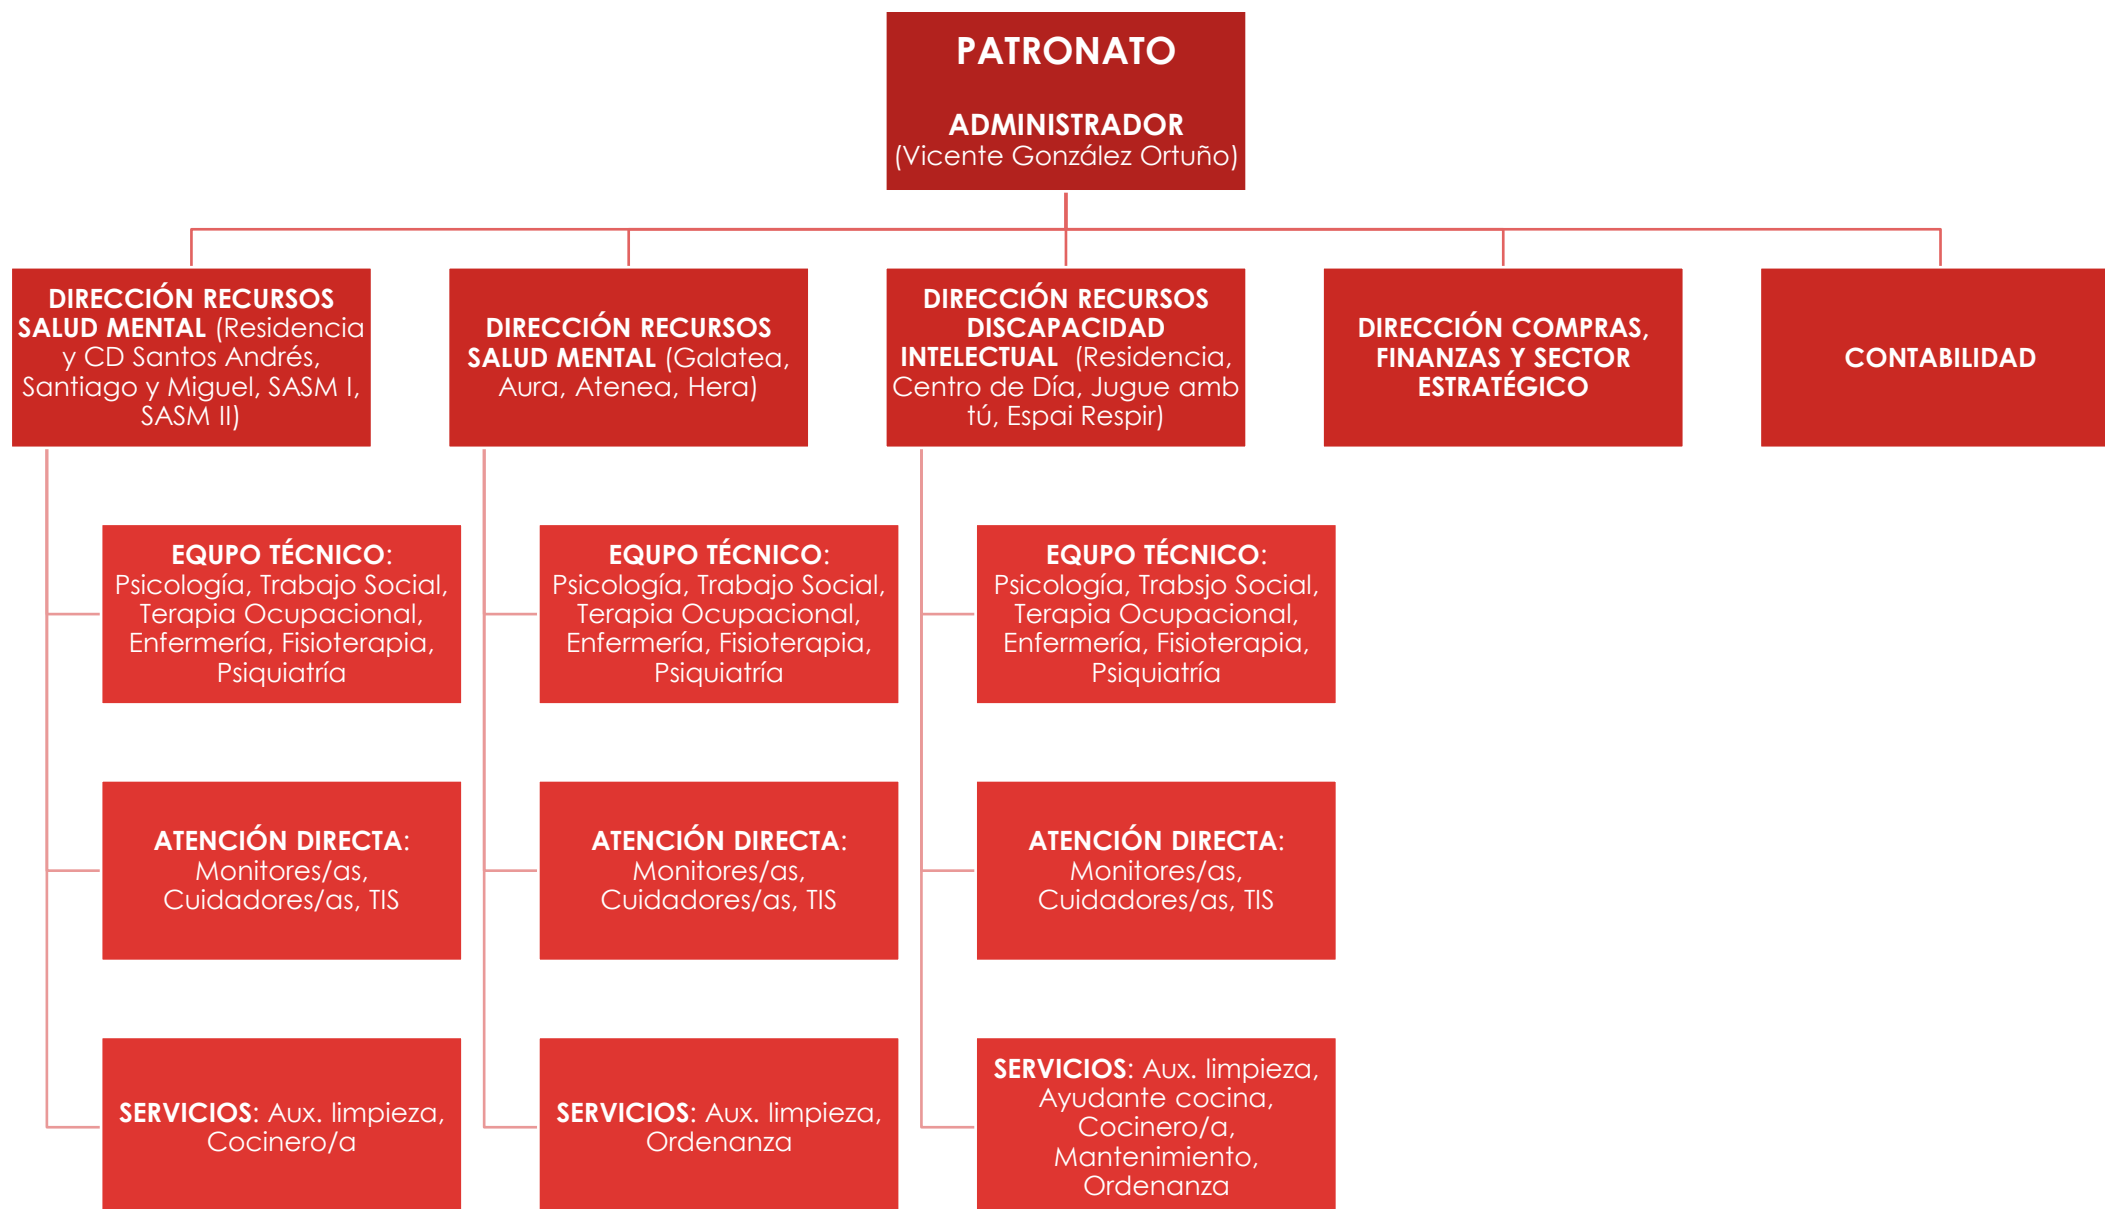 PATRONATO
ADMINISTRADOR
(Vicente González Ortuño)
DIRECCIÓN RECURSOS
SALUD MENTAL (Residencia
y CD Santos Andrés,
Santiago y Miguel, SASM I,
SASM II)
DIRECCIÓN RECURSOS
SALUD MENTAL (Galatea,
Aura, Atenea, Hera)
DIRECCIÓN RECURSOS
DISCAPACIDAD
INTELECTUAL (Residencia,
Centro de Día, Jugue amb
tú, Espai Respir)
DIRECCIÓN COMPRAS,
FINANZAS Y SECTOR
ESTRATÉGICO
CONTABILIDAD
EQUPO TÉCNICO:
Psicología, Trabajo Social,
Terapia Ocupacional,
Enfermería, Fisioterapia,
Psiquiatría
EQUPO TÉCNICO:
Psicología, Trabajo Social,
Terapia Ocupacional,
Enfermería, Fisioterapia,
Psiquiatría
EQUPO TÉCNICO:
Psicología, Trabsjo Social,
Terapia Ocupacional,
Enfermería, Fisioterapia,
Psiquiatría
ATENCIÓN DIRECTA:
Monitores/as,
Cuidadores/as, TIS
ATENCIÓN DIRECTA:
Monitores/as,
Cuidadores/as, TIS
ATENCIÓN DIRECTA:
Monitores/as,
Cuidadores/as, TIS
SERVICIOS: Aux. limpieza,
Cocinero/a
SERVICIOS: Aux. limpieza,
Ordenanza
SERVICIOS: Aux. limpieza,
Ayudante cocina,
Cocinero/a,
Mantenimiento,
Ordenanza